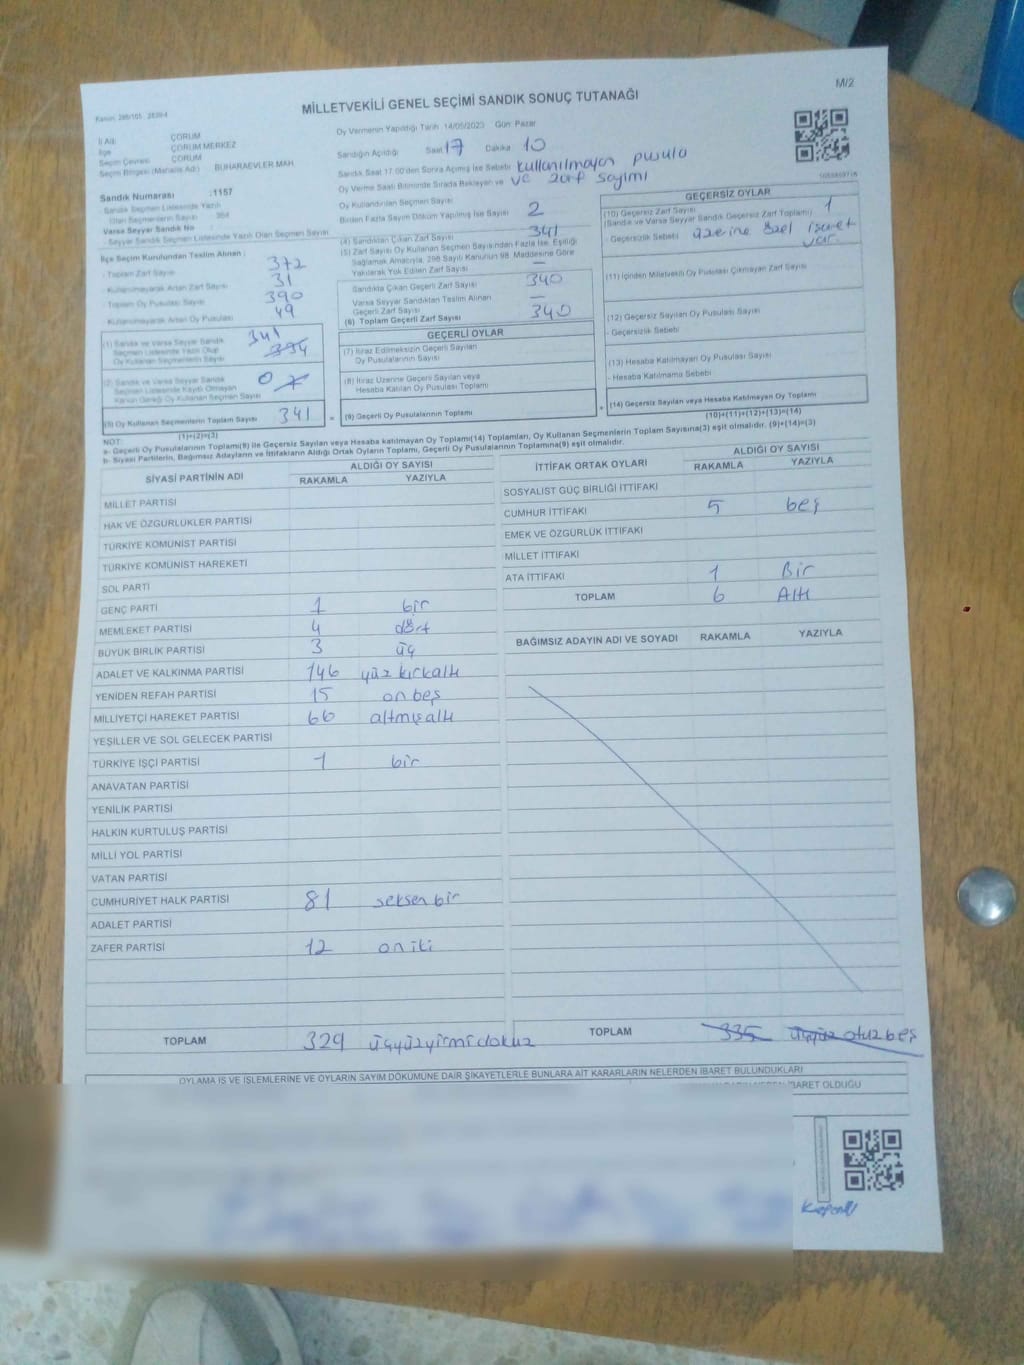 M/2
MİLLETVEKİLİ GENEL SEÇİMİ SANDIK SONUÇ TUTANAĞI
İl Adı: ÇORUM
İlçe ÇORUM MERKEZ
Seçim Çevresi ÇORUM
Seçim Bölgesi (Mahalle Adı) BUHARAEVLER MAH.
Oy Vermenin Yapıldığı Tarih 14/05/2023 Gün: Pazar
Sandığın Açıldığı Saat 17 Dakika 10
Sandık Saat 17.00'den Sonra Açılmış İse Sebebi kullanılmayan pusula
ve zarf sayımı
Oy Verme Saati Bitiminde Sırada Bekleyen ve
Oy Kullandırılan Seçmen Sayısı
Birden Fazla Sayım Döküm Yapılmış İse Sayısı 2
Sandık Numarası :1157
- Sandık Seçmen Listesinde Yazılı
Olan Seçmenlerin Sayısı 394
Varsa Seyyar Sandık No
- Seyyar Sandık Seçmen Listesinde Yazılı Olan Seçmen Sayısı
İlçe Seçim Kurulundan Teslim Alınan :
- Toplam Zarf Sayısı 372
- Kullanılmayarak Artan Zarf Sayısı 31
- Toplam Oy Pusulası Sayısı 390
- Kullanılmayarak Artan Oy Pusulası 49
(1) Sandık ve Varsa Seyyar Sandık
Seçmen Listesinde Yazılı Olup
Oy Kullanan Seçmenlerin Sayısı 341 394
(2) Sandık ve Varsa Seyyar Sandık
Seçmen Listesinde Kayıtlı Olmayan
Kanun Gereği Oy Kullanan Seçmen Sayısı 0
(3) Oy Kullanan Seçmenlerin Toplam Sayısı 341
(1)+(2)=(3)
(4) Sandıktan Çıkan Zarf Sayısı 341
(5) Zarf Sayısı Oy Kullanan Seçmen Sayısından Fazla İse, Eşitliği
Sağlamak Amacıyla, 298 Sayılı Kanunun 98. Maddesine Göre
Yakılarak Yok Edilen Zarf Sayısı —
Sandıkta Çıkan Geçerli Zarf Sayısı 340
Varsa Seyyar Sandıktan Teslim Alınan
Geçerli Zarf Sayısı —
(6) Toplam Geçerli Zarf Sayısı 340
GEÇERLİ OYLAR
(7) İtiraz Edilmeksizin Geçerli Sayılan
Oy Pusulalarının Sayısı
(8) İtiraz Üzerine Geçerli Sayılan veya
Hesaba Katılan Oy Pusulası Toplamı
= (9) Geçerli Oy Pusulalarının Toplamı
GEÇERSİZ OYLAR
(10) Geçersiz Zarf Sayısı 1
(Sandık ve Varsa Seyyar Sandık Geçersiz Zarf Toplamı)
- Geçersizlik Sebebi üzerine özel işaret
var.
(11) İçinden Milletvekili Oy Pusulası Çıkmayan Zarf Sayısı
(12) Geçersiz Sayılan Oy Pusulası Sayısı
- Geçersizlik Sebebi
(13) Hesaba Katılmayan Oy Pusulası Sayısı
- Hesaba Katılmama Sebebi
+ (14) Geçersiz Sayılan veya Hesaba Katılmayan Oy Toplamı
(10)+(11)+(12)+(13)=(14)
NOT:
a- Geçerli Oy Pusulalarının Toplamı(9) ile Geçersiz Sayılan veya Hesaba katılmayan Oy Toplamı(14) Toplamları, Oy Kullanan Seçmenlerin Toplam Sayısına(3) eşit olmalıdır. (9)+(14)=(3)
b- Siyasi Partilerin, Bağımsız Adayların ve İttifakların Aldığı Ortak Oyların Toplamı, Geçerli Oy Pusulalarının Toplamına(9) eşit olmalıdır.
SİYASİ PARTİNİN ADI ALDIĞI OY SAYISI
RAKAMLA YAZIYLA
MİLLET PARTİSİ
HAK VE ÖZGÜRLÜKLER PARTİSİ
TÜRKİYE KOMÜNİST PARTİSİ
TÜRKİYE KOMÜNİST HAREKETİ
SOL PARTİ
GENÇ PARTİ 1 bir
MEMLEKET PARTİSİ 4 dört
BÜYÜK BİRLİK PARTİSİ 3 üç
ADALET VE KALKINMA PARTİSİ 146 yüz kırkaltı
YENİDEN REFAH PARTİSİ 15 onbeş
MİLLİYETÇİ HAREKET PARTİSİ 66 altmışaltı
YEŞİLLER VE SOL GELECEK PARTİSİ
TÜRKİYE İŞÇİ PARTİSİ 1 bir
ANAVATAN PARTİSİ
YENİLİK PARTİSİ
HALKIN KURTULUŞ PARTİSİ
MİLLİ YOL PARTİSİ
VATAN PARTİSİ
CUMHURİYET HALK PARTİSİ 81 seksen bir
ADALET PARTİSİ
ZAFER PARTİSİ 12 oniki
TOPLAM 329 üçyüzyirmidokuz
İTTİFAK ORTAK OYLARI ALDIĞI OY SAYISI
RAKAMLA YAZIYLA
SOSYALİST GÜÇ BİRLİĞİ İTTİFAKI
CUMHUR İTTİFAKI 5 beş
EMEK VE ÖZGÜRLÜK İTTİFAKI
MİLLET İTTİFAKI
ATA İTTİFAKI 1 Bir
TOPLAM 6 Altı
BAĞIMSIZ ADAYIN ADI VE SOYADI RAKAMLA YAZIYLA
TOPLAM 335 üçyüz otuz beş
OYLAMA İŞ VE İŞLEMLERİNE VE OYLARIN SAYIM DÖKÜMÜNE DAİR ŞİKAYETLERLE BUNLARA AİT KARARLARIN NELERDEN İBARET BULUNDUKLARI
İBARET OLDUĞU